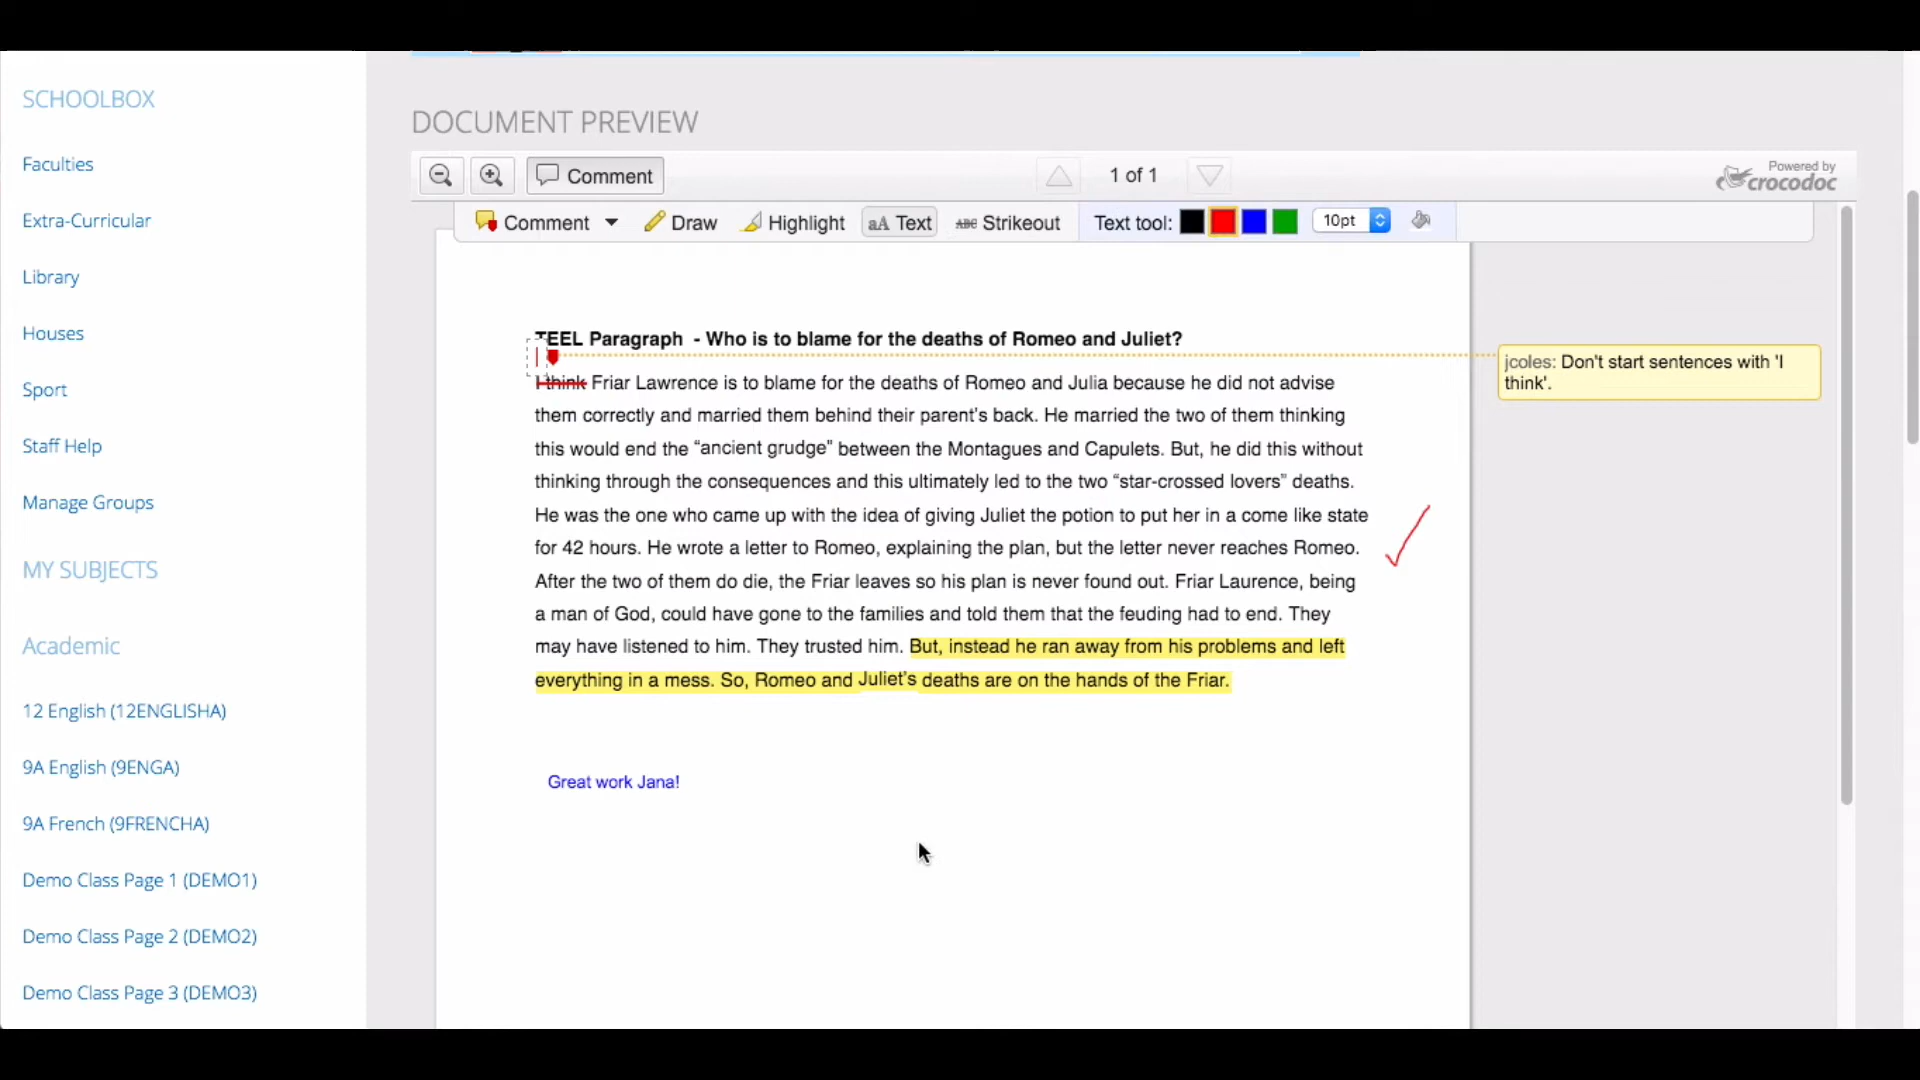 SCHOOLBOX
Faculties
Extra-Curricular
Library
Houses
Sport
Staff Help
Manage Groups
MY SUBJECTS
Academic
12 English (12ENGLISHA)
9A English (9ENGA)
9A French (9FRENCHA)
Demo Class Page 1 (DEMO1)
Demo Class Page 2 (DEMO2)
Demo Class Page 3 (DEMO3)
DOCUMENT PREVIEW
Comment
1 of 1
Powered by
crocodoc
Comment Draw Highlight aA Text ABC Strikeout Text tool: 10pt
TEEL Paragraph - Who is to blame for the deaths of Romeo and Juliet?
I think Friar Lawrence is to blame for the deaths of Romeo and Julia because he did not advise
them correctly and married them behind their parent's back. He married the two of them thinking
this would end the “ancient grudge” between the Montagues and Capulets. But, he did this without
thinking through the consequences and this ultimately led to the two “star-crossed lovers” deaths.
He was the one who came up with the idea of giving Juliet the potion to put her in a come like state
for 42 hours. He wrote a letter to Romeo, explaining the plan, but the letter never reaches Romeo.
After the two of them do die, the Friar leaves so his plan is never found out. Friar Laurence, being
a man of God, could have gone to the families and told them that the feuding had to end. They
may have listened to him. They trusted him. But, instead he ran away from his problems and left
everything in a mess. So, Romeo and Juliet's deaths are on the hands of the Friar.
Great work Jana!
jcoles: Don't start sentences with 'I
think'.